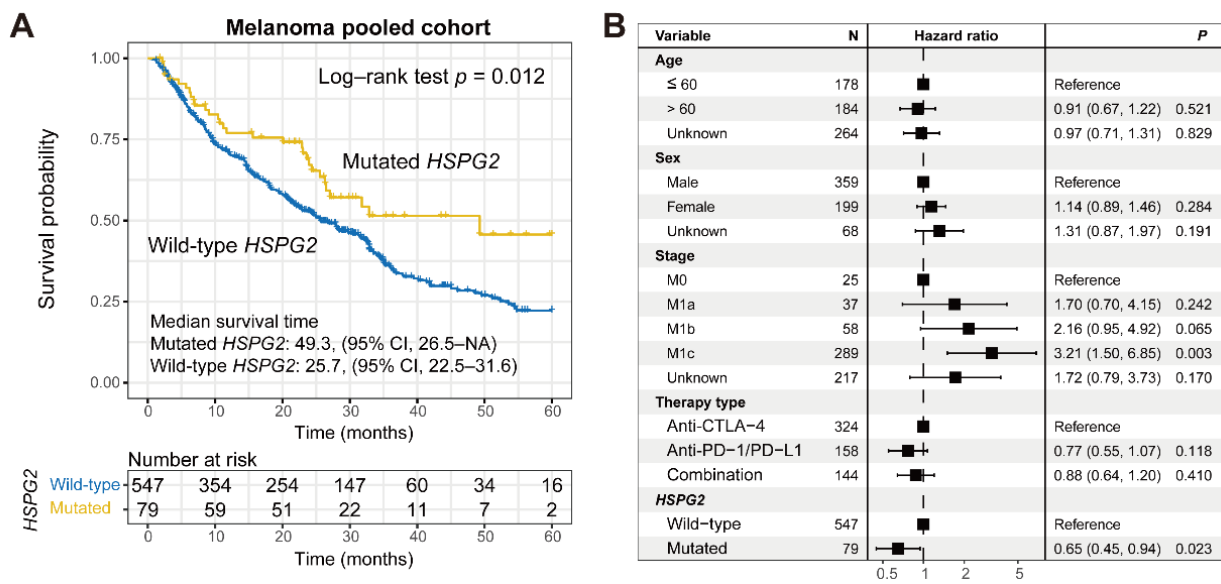 A
Melanoma pooled cohort
Log–rank test p = 0.012
Mutated HSPG2
Wild-type HSPG2
Median survival time
Mutated HSPG2: 49.3, (95% CI, 26.5–NA)
Wild-type HSPG2: 25.7, (95% CI, 22.5–31.6)
Survival probability
1.00
0.75
0.50
0.25
0.00
0 10 20 30 40 50 60
Time (months)
Number at risk
HSPG2
Wild-type 547 354 254 147 60 34 16
Mutated 79 59 51 22 11 7 2
0 10 20 30 40 50 60
Time (months)
B
Variable N Hazard ratio P
Age
≤ 60 178 Reference
> 60 184 0.91 (0.67, 1.22) 0.521
Unknown 264 0.97 (0.71, 1.31) 0.829
Sex
Male 359 Reference
Female 199 1.14 (0.89, 1.46) 0.284
Unknown 68 1.31 (0.87, 1.97) 0.191
Stage
M0 25 Reference
M1a 37 1.70 (0.70, 4.15) 0.242
M1b 58 2.16 (0.95, 4.92) 0.065
M1c 289 3.21 (1.50, 6.85) 0.003
Unknown 217 1.72 (0.79, 3.73) 0.170
Therapy type
Anti-CTLA−4 324 Reference
Anti-PD-1/PD-L1 158 0.77 (0.55, 1.07) 0.118
Combination 144 0.88 (0.64, 1.20) 0.410
HSPG2
Wild−type 547 Reference
Mutated 79 0.65 (0.45, 0.94) 0.023
0.5 1 2 5